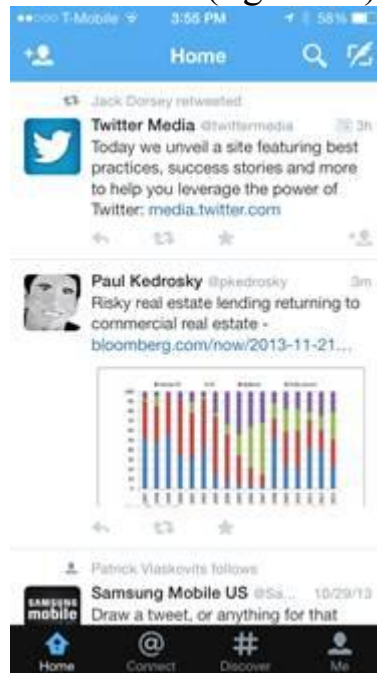 T-Mobile 3:55 PM 58%
Home
Jack Dorsey retweeted
Twitter Media @twittermedia 3h
Today we unveil a site featuring best
practices, success stories and more
to help you leverage the power of
Twitter: media.twitter.com
Paul Kedrosky @pkedrosky 3m
Risky real estate lending returning to
commercial real estate -
bloomberg.com/now/2013-11-21...
Patrick Vlaskovits follows
SAMSUNG
mobile
Samsung Mobile US @Sa... 10/29/13
Draw a tweet, or anything for that
Home Connect Discover Me